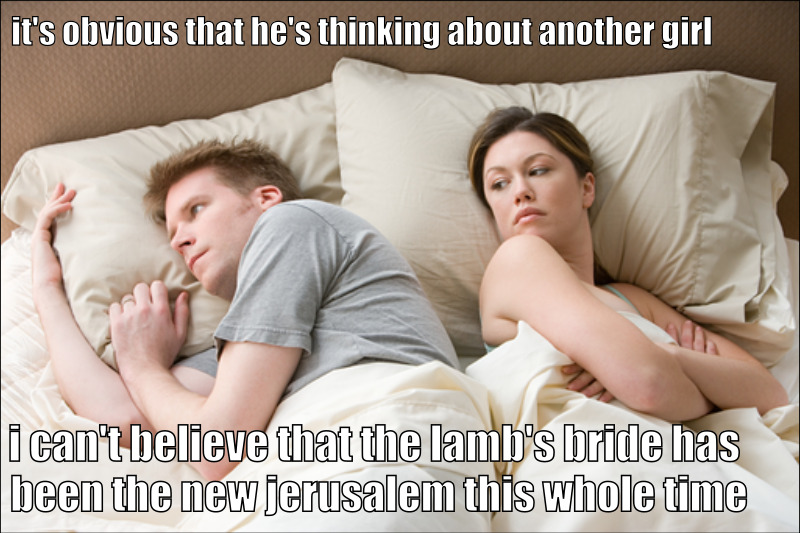 it's obvious that he's thinking about another girl
i can't believe that the lamb's bride has
been the new jerusalem this whole time